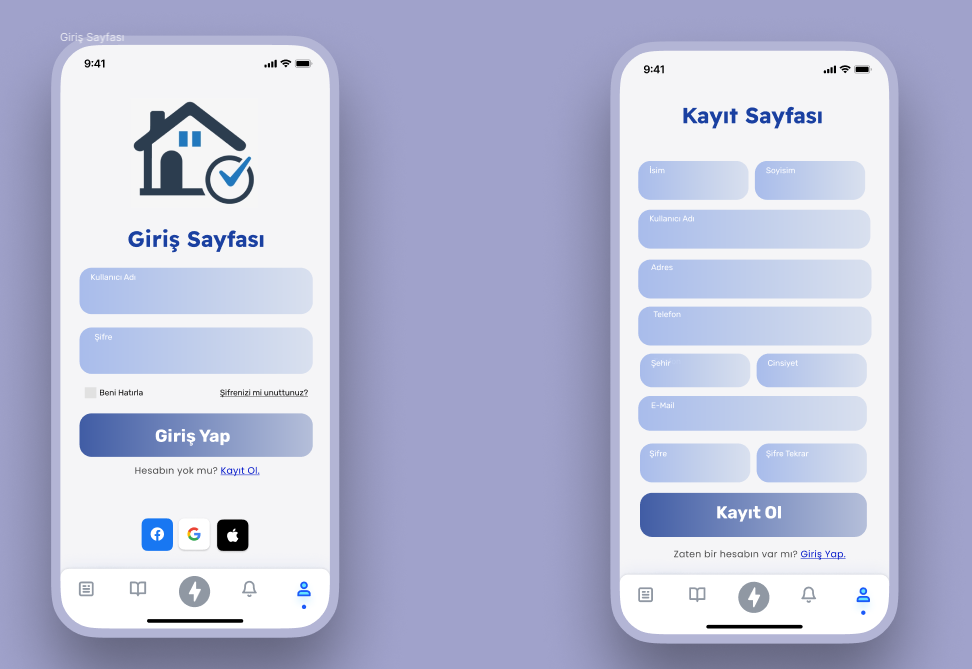 Giriş Sayfası
9:41
Giriş Sayfası
Kullanıcı Adı
Şifre
Beni Hatırla
Şifrenizi mi unuttunuz?
Giriş Yap
Hesabın yok mu? Kayıt Ol.
9:41
Kayıt Sayfası
İsim
Soyisim
Kullanıcı Adı
Adres
Telefon
Şehir
Cinsiyet
E-Mail
Şifre
Şifre Tekrar
Kayıt Ol
Zaten bir hesabın var mı? Giriş Yap.